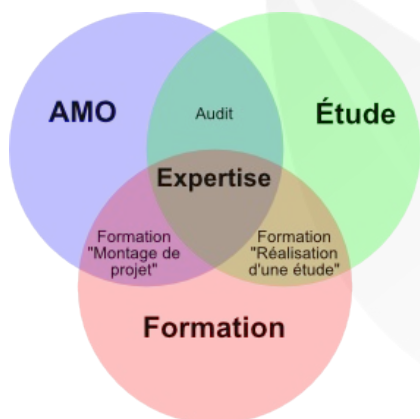 AMO
Audit
Étude
Expertise
Formation
"Montage de
projet"
Formation
"Réalisation
d'une étude"
Formation